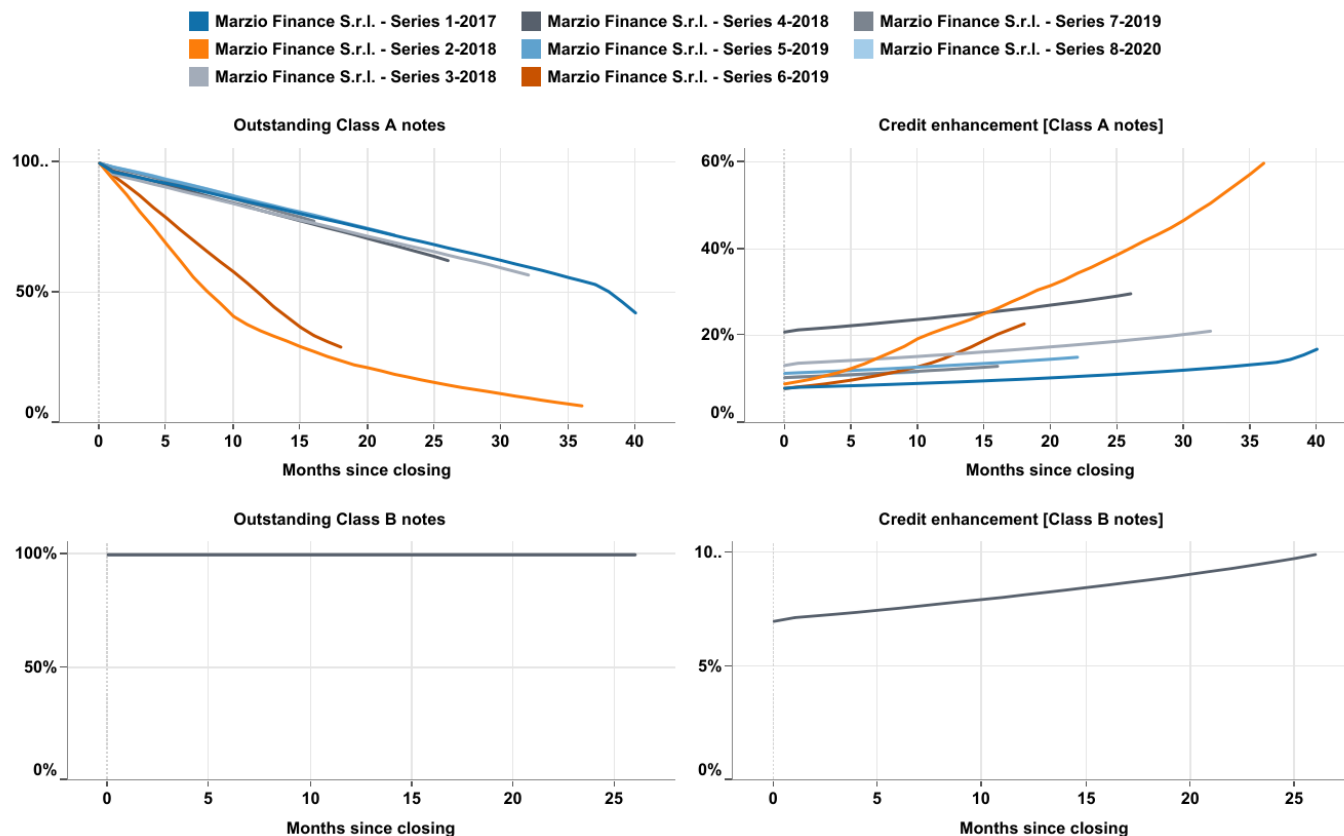 Marzio Finance S.r.l. - Series 1-2017 Marzio Finance S.r.l. - Series 4-2018 Marzio Finance S.r.l. - Series 7-2019
Marzio Finance S.r.l. - Series 2-2018 Marzio Finance S.r.l. - Series 5-2019 Marzio Finance S.r.l. - Series 8-2020
Marzio Finance S.r.l. - Series 3-2018 Marzio Finance S.r.l. - Series 6-2019
Outstanding Class A notes
100..
50%
0%
0 5 10 15 20 25 30 35 40
Months since closing
Credit enhancement [Class A notes]
60%
40%
20%
0%
0 5 10 15 20 25 30 35 40
Months since closing
Outstanding Class B notes
100%
50%
0%
0 5 10 15 20 25
Months since closing
Credit enhancement [Class B notes]
10..
5%
0%
0 5 10 15 20 25
Months since closing